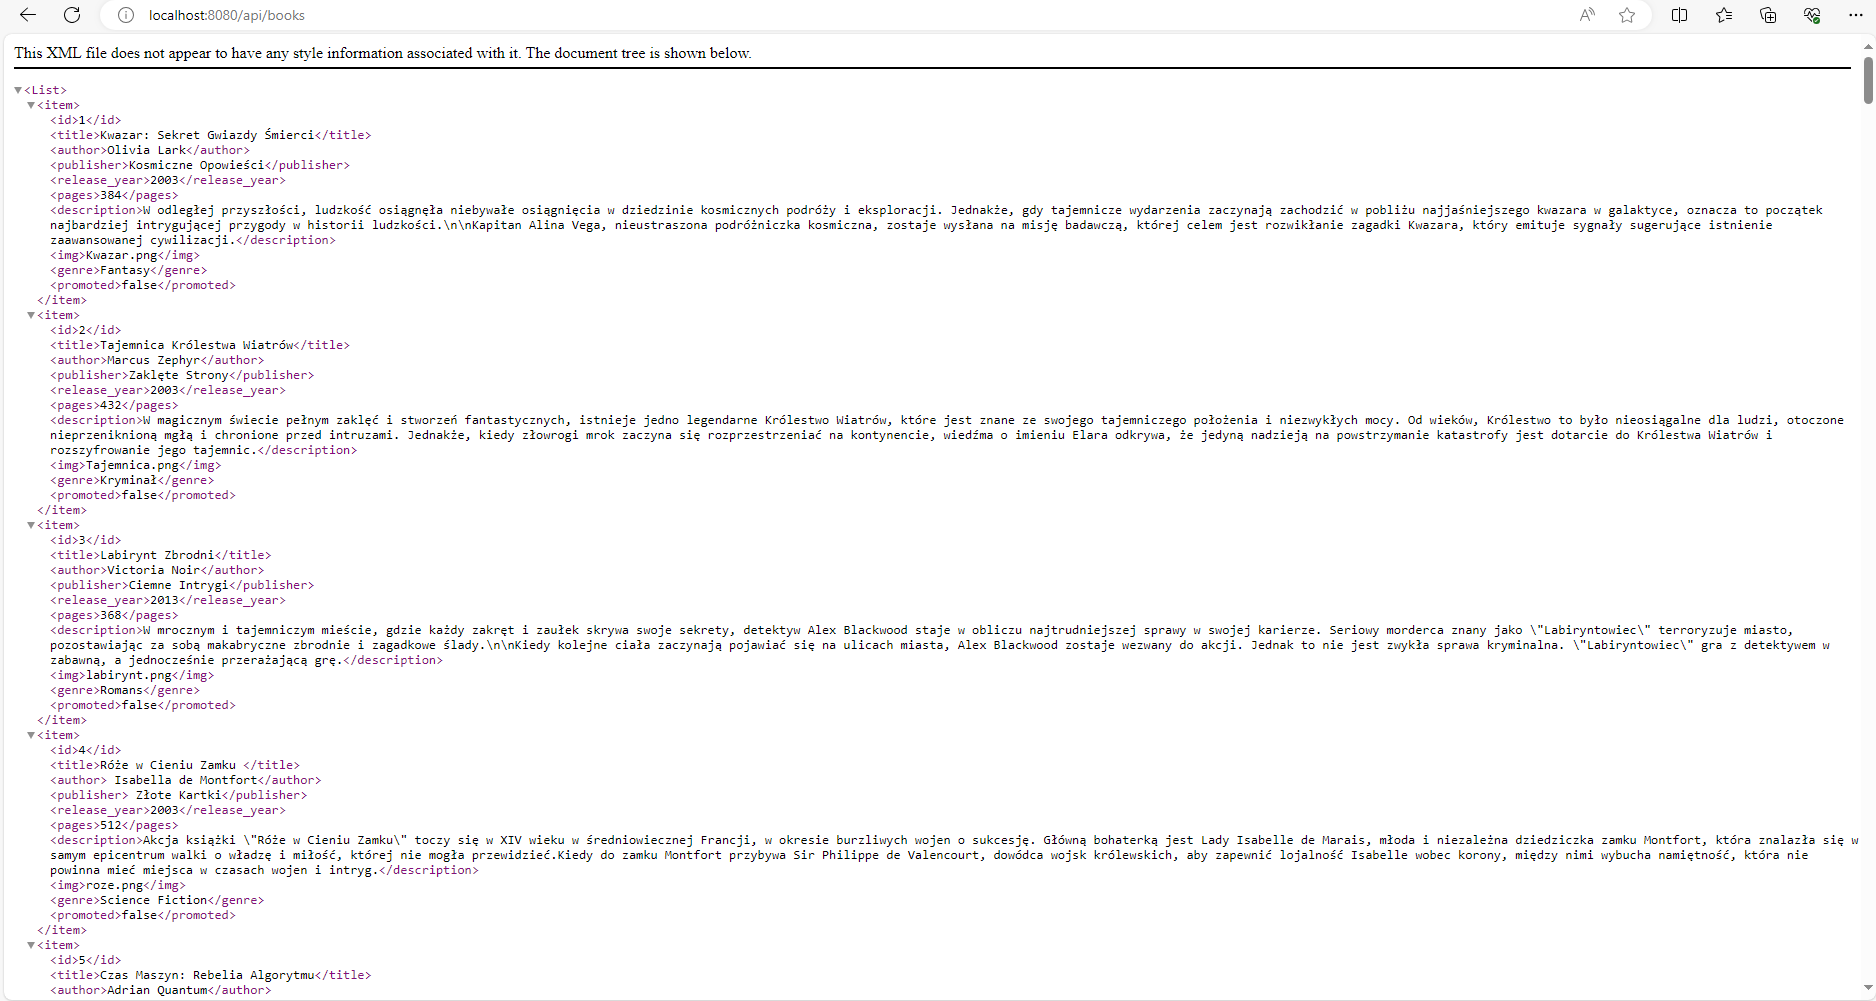 localhost:8080/api/books
This XML file does not appear to have any style information associated with it. The document tree is shown below.
▼<List>
▼<item>
<id>1</id>
<title>Kwazar: Sekret Gwiazdy Śmierci</title>
<author>Olivia Lark</author>
<publisher>Kosmiczne Opowieści</publisher>
<release_year>2003</release_year>
<pages>384</pages>
<description>W odległej przyszłości, ludzkość osiągnęła niebywałe osiągnięcia w dziedzinie kosmicznych podróży i eksploracji. Jednakże, gdy tajemnicze wydarzenia zaczynają zachodzić w pobliżu najjaśniejszego kwazara w galaktyce, oznacza to początek
najbardziej intrygującej przygody w historii ludzkości.\n\nKapitan Alina Vega, nieustraszona podróżniczka kosmiczna, zostaje wysłana na misję badawczą, której celem jest rozwikłanie zagadki Kwazara, który emituje sygnały sugerujące istnienie
zaawansowanej cywilizacji.</description>
<img>Kwazar.png</img>
<genre>Fantasy</genre>
<promoted>false</promoted>
</item>
▼<item>
<id>2</id>
<title>Tajemnica Królestwa Wiatrów</title>
<author>Marcus Zephyr</author>
<publisher>Zaklęte Strony</publisher>
<release_year>2003</release_year>
<pages>432</pages>
<description>W magicznym świecie pełnym zaklęć i stworzeń fantastycznych, istnieje jedno legendarne Królestwo Wiatrów, które jest znane ze swojego tajemniczego położenia i niezwykłych mocy. Od wieków, Królestwo to było nieosiągalne dla ludzi, otoczone
nieprzeniknioną mgłą i chronione przed intruzami. Jednakże, kiedy złowrogi mrok zaczyna się rozprzestrzeniać na kontynencie, wiedźma o imieniu Elara odkrywa, że jedyną nadzieją na powstrzymanie katastrofy jest dotarcie do Królestwa Wiatrów i
rozszyfrowanie jego tajemnic.</description>
<img>Tajemnica.png</img>
<genre>Kryminał</genre>
<promoted>false</promoted>
</item>
▼<item>
<id>3</id>
<title>Labirynt Zbrodni</title>
<author>Victoria Noir</author>
<publisher>Ciemne Intrygi</publisher>
<release_year>2013</release_year>
<pages>368</pages>
<description>W mrocznym i tajemniczym mieście, gdzie każdy zakręt i zaułek skrywa swoje sekrety, detektyw Alex Blackwood staje w obliczu najtrudniejszej sprawy w swojej karierze. Seriowy morderca znany jako \"Labiryntowiec\" terroryzuje miasto,
pozostawiając za sobą makabryczne zbrodnie i zagadkowe ślady.\n\nKiedy kolejne ciała zaczynają pojawiać się na ulicach miasta, Alex Blackwood zostaje wezwany do akcji. Jednak to nie jest zwykła sprawa kryminalna. \"Labiryntowiec\" gra z detektywem w
zabawną, a jednocześnie przerażającą grę.</description>
<img>labirynt.png</img>
<genre>Romans</genre>
<promoted>false</promoted>
</item>
▼<item>
<id>4</id>
<title>Róże w Cieniu Zamku </title>
<author> Isabella de Montfort</author>
<publisher> Złote Kartki</publisher>
<release_year>2003</release_year>
<pages>512</pages>
<description>Akcja książki \"Róże w Cieniu Zamku\" toczy się w XIV wieku w średniowiecznej Francji, w okresie burzliwych wojen o sukcesję. Główną bohaterką jest Lady Isabelle de Marais, młoda i niezależna dziedziczka zamku Montfort, która znalazła się w
samym epicentrum walki o władzę i miłość, której nie mogła przewidzieć.Kiedy do zamku Montfort przybywa Sir Philippe de Valencourt, dowódca wojsk królewskich, aby zapewnić lojalność Isabelle wobec korony, między nimi wybucha namiętność, która nie
powinna mieć miejsca w czasach wojen i intryg.</description>
<img>roze.png</img>
<genre>Science Fiction</genre>
<promoted>false</promoted>
</item>
▼<item>
<id>5</id>
<title>Czas Maszyn: Rebelia Algorytmu</title>
<author>Adrian Quantum</author>